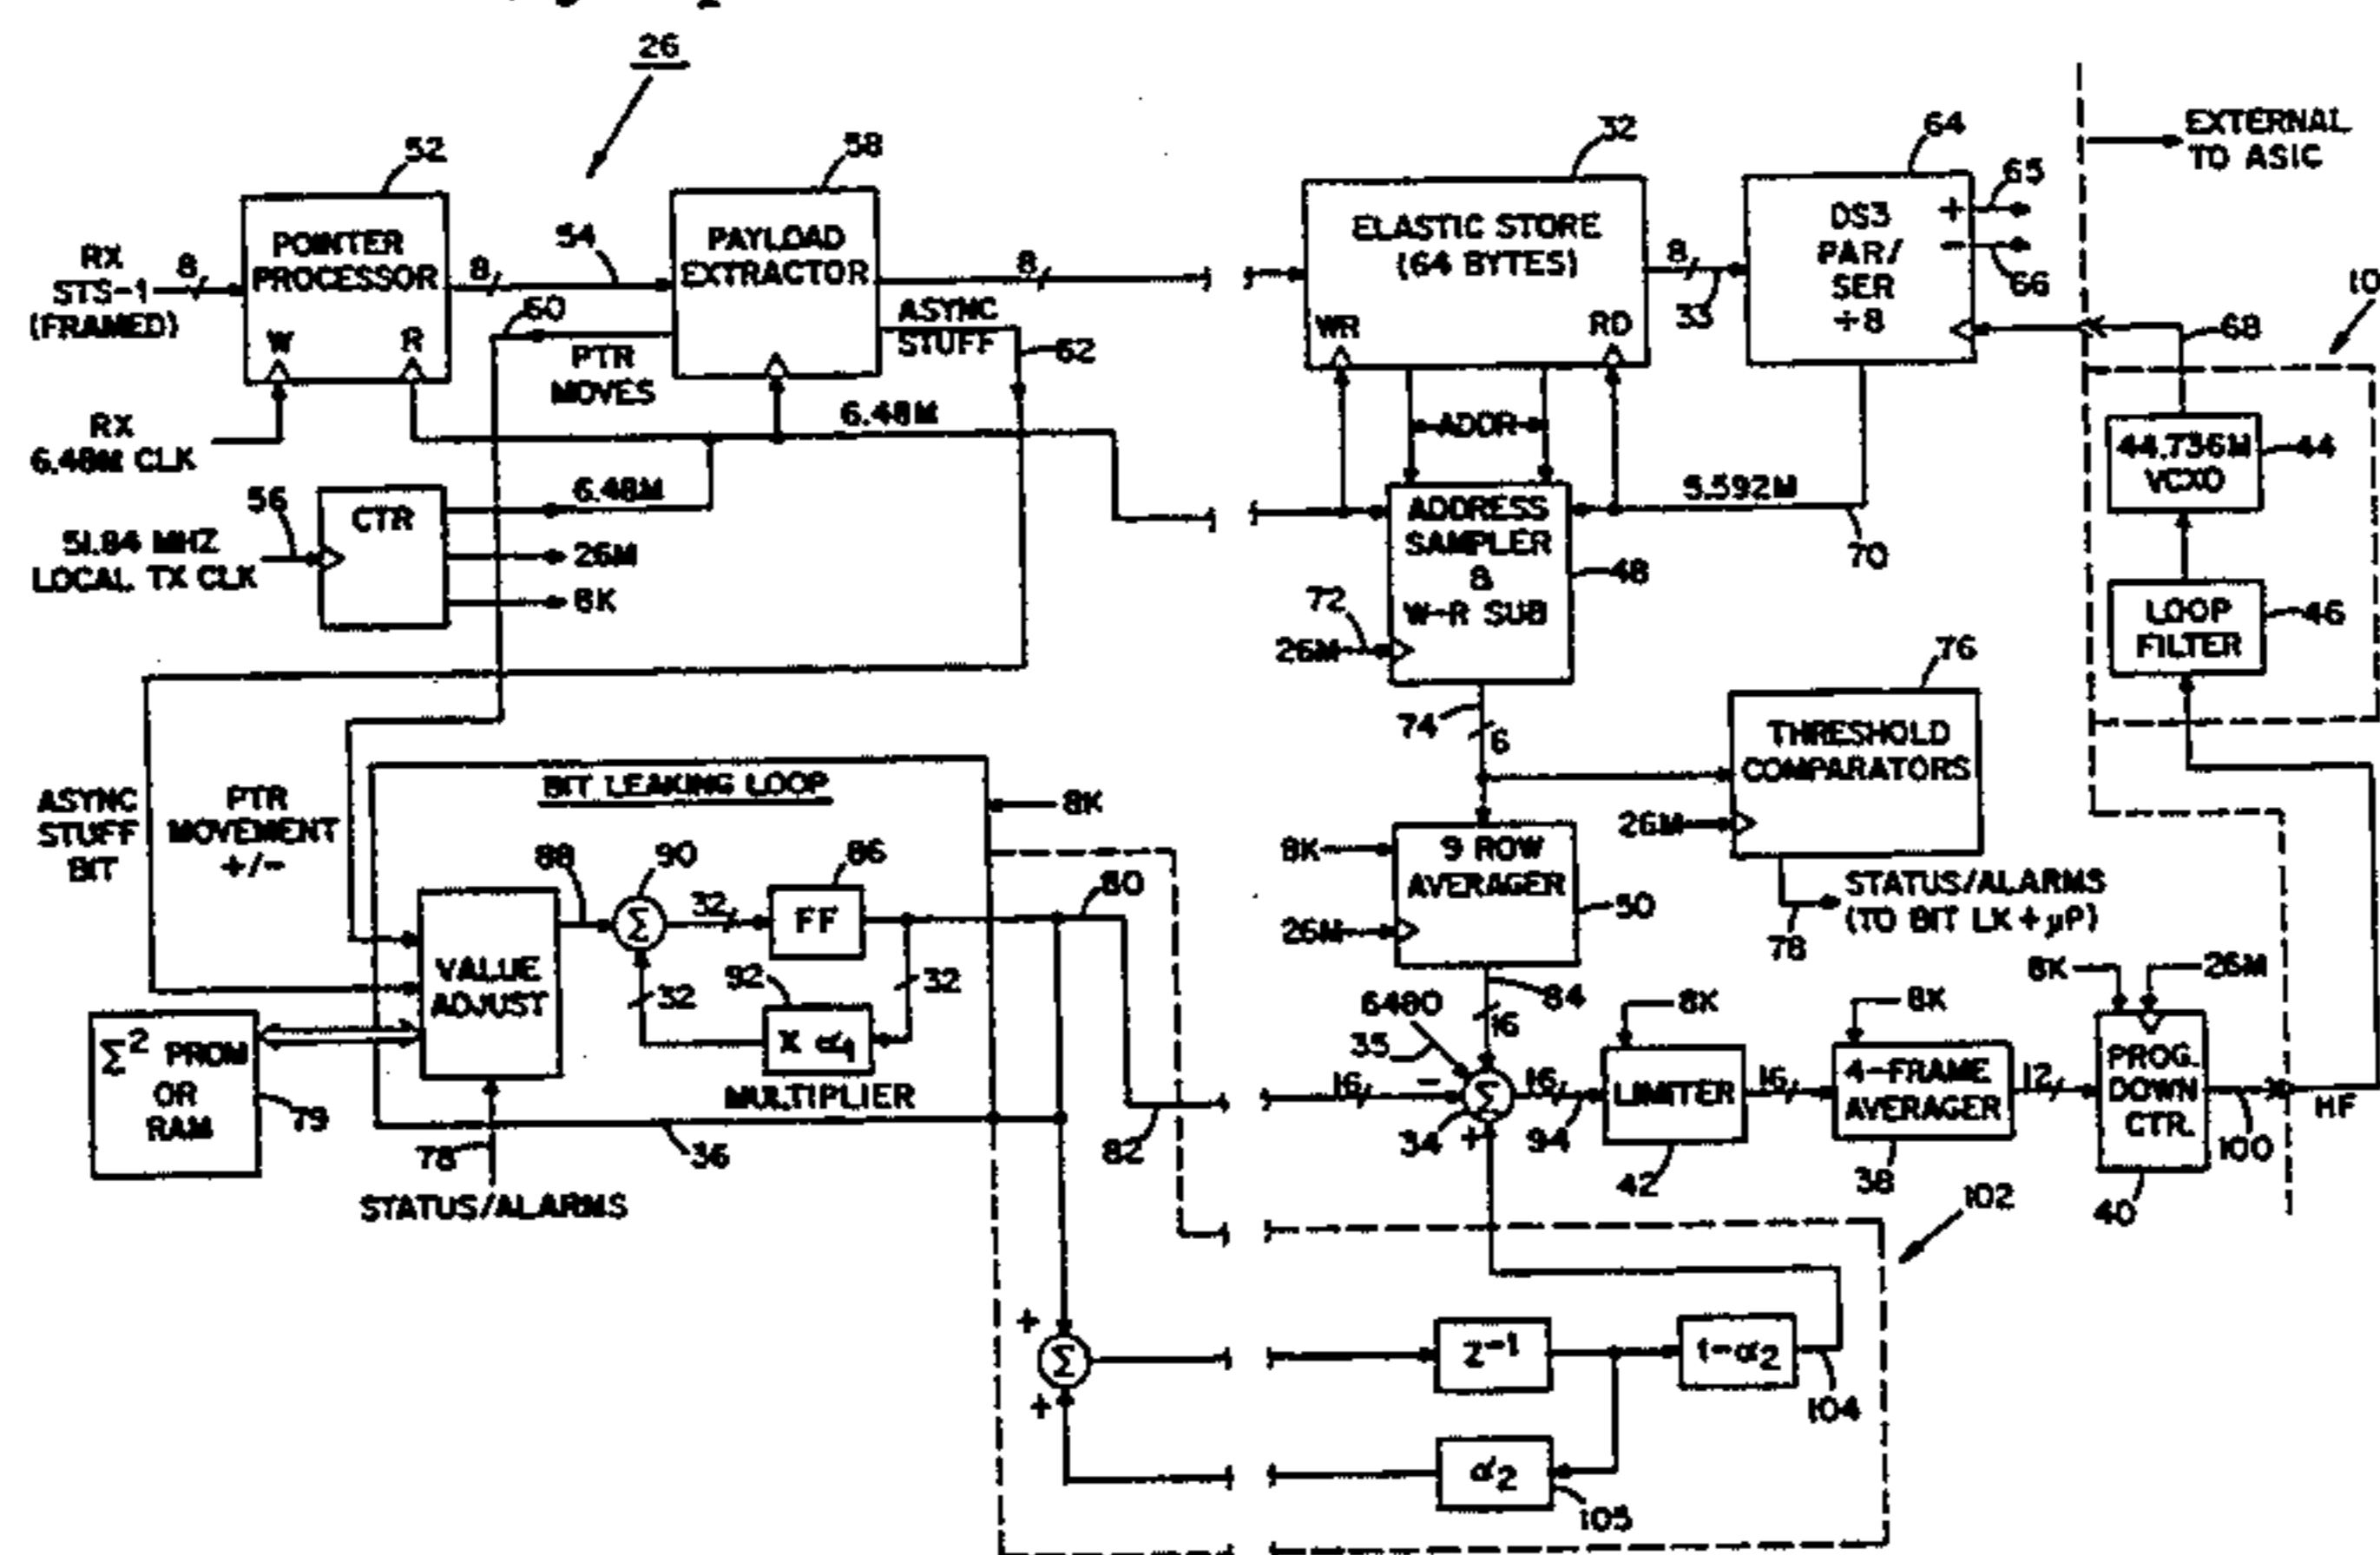 26
52
58
32
64
EXTERNAL
TO ASIC
RX
STS-1
(FRAMED)
8
POINTER
PROCESSOR
W
R
8
54
PAYLOAD
EXTRACTOR
8
ELASTIC STORE
(64 BYTES)
WR
RD
8
33
DS3
PAR/
SER
÷8
+
-
65
66
10
60
PTR
MOVES
ASYNC
STUFF
62
68
RX
6.48M CLK
6.48M
ADDR
44.736M
VCXO
44
56
51.84 MHZ
LOCAL TX CLK
CTR
6.48M
26M
8K
ADDRESS
SAMPLER
&
W-R SUB
48
5.592M
70
72
26M
LOOP
FILTER
46
74
6
76
THRESHOLD
COMPARATORS
26M
ASYNC
STUFF
BIT
PTR
MOVEMENT
+/-
BIT LEAKING LOOP
8K
8K
9 ROW
AVERAGER
50
26M
STATUS/ALARMS
(TO BIT LK + µP)
78
88
90
86
80
VALUE
ADJUST
Σ
32
FF
92
32
32
X α1
MULTIPLIER
84
16
6480
35
8K
8K
8K
26M
Σ2 PROM
OR
RAM
79
16
-
Σ
+
34
16
94
LIMITER
42
16
4-FRAME
AVERAGER
38
12
PROG.
DOWN
CTR.
40
100
HF
78
36
82
STATUS/ALARMS
102
+
Σ
+
Z-1
1-α2
104
α2
105